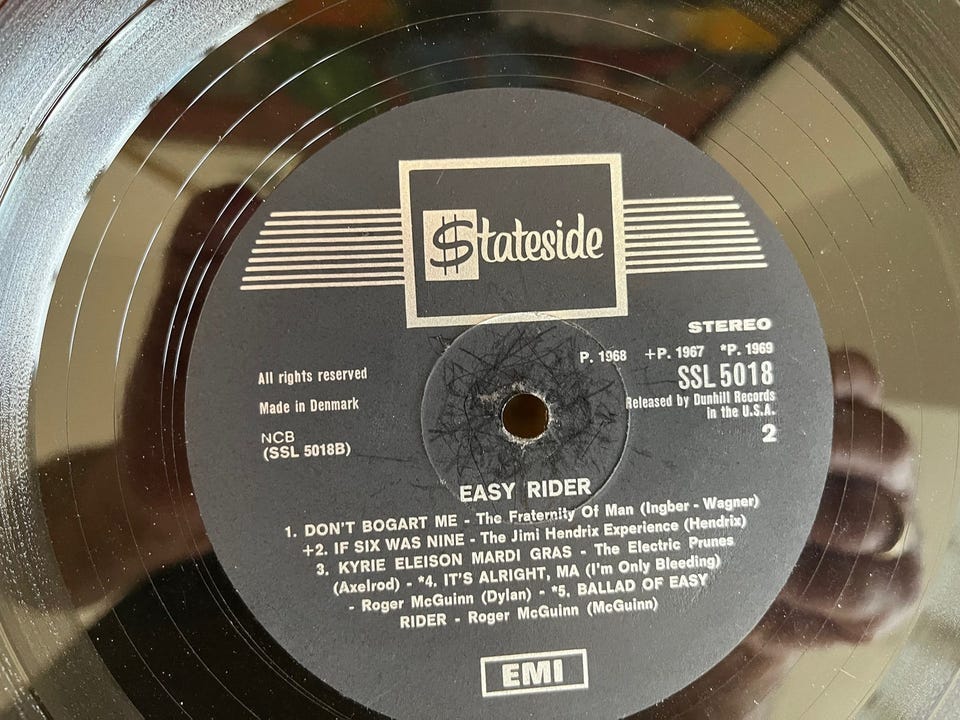 $tateside
STEREO
P. 1968 +P. 1967 *P. 1969
SSL 5018
Released by Dunhill Records
in the U.S.A.
2
All rights reserved
Made in Denmark
NCB
(SSL 5018B)
EASY RIDER
1. DON'T BOGART ME - The Fraternity Of Man (Ingber - Wagner)
+2. IF SIX WAS NINE - The Jimi Hendrix Experience (Hendrix)
3. KYRIE ELEISON MARDI GRAS - The Electric Prunes
(Axelrod) - *4. IT'S ALRIGHT, MA (I'm Only Bleeding)
- Roger McGuinn (Dylan) - *5. BALLAD OF EASY
RIDER - Roger McGuinn (McGuinn)
EMI